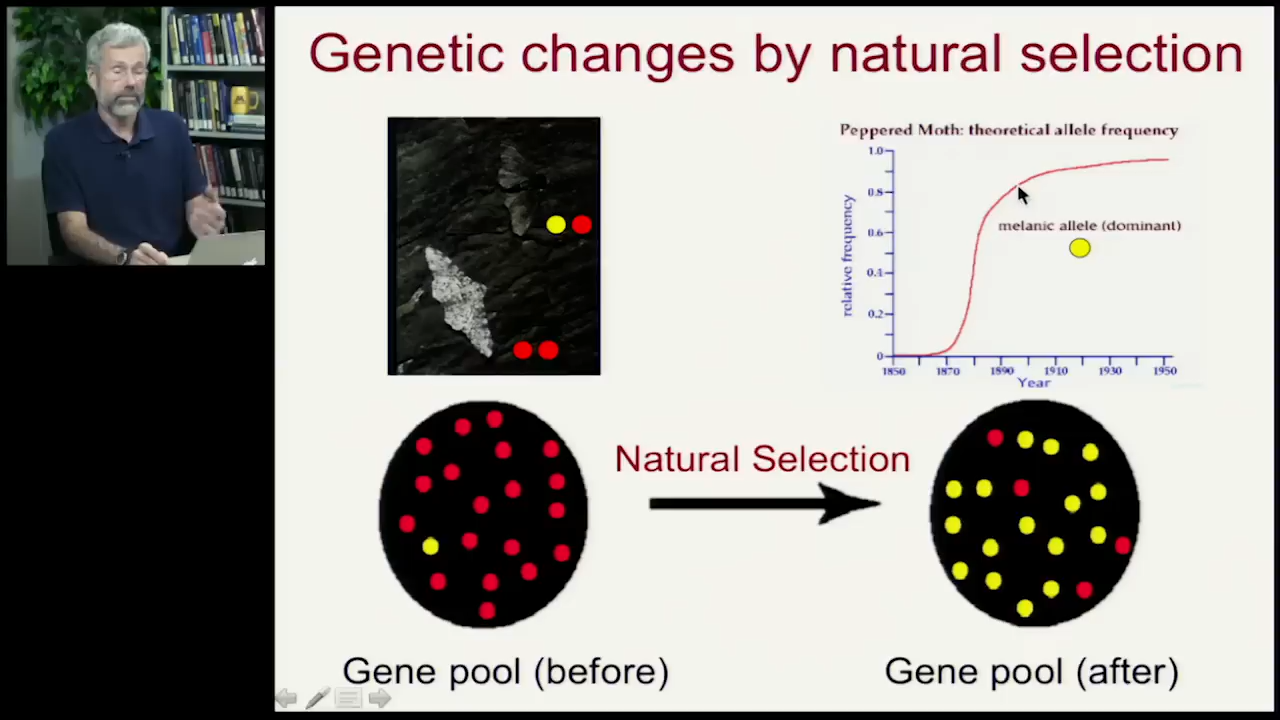 Genetic changes by natural selection
Peppered Moth: theoretical allele frequency
1.0
0.8
0.6
0.4
0.2
0
relative frequency
melanic allele (dominant)
1850 1870 1890 1910 1930 1950
Year
Natural Selection
Gene pool (before)
Gene pool (after)